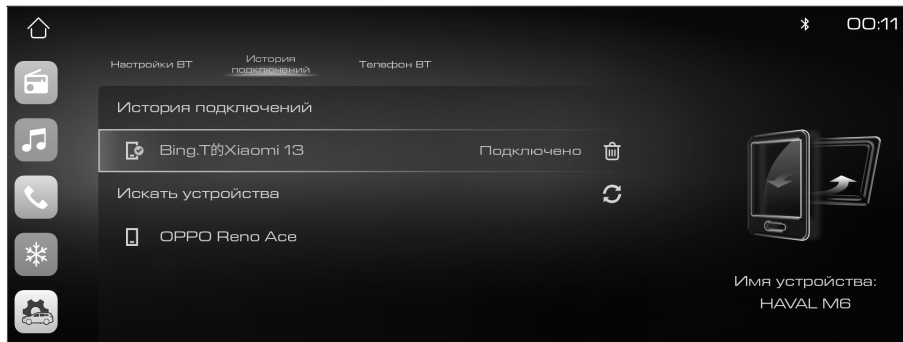 00:11
Настройки BT
История
подключений
Телефон BT
История подключений
Bing.T的Xiaomi 13
Подключено
Искать устройства
OPPO Reno Ace
Имя устройства:
HAVAL M6